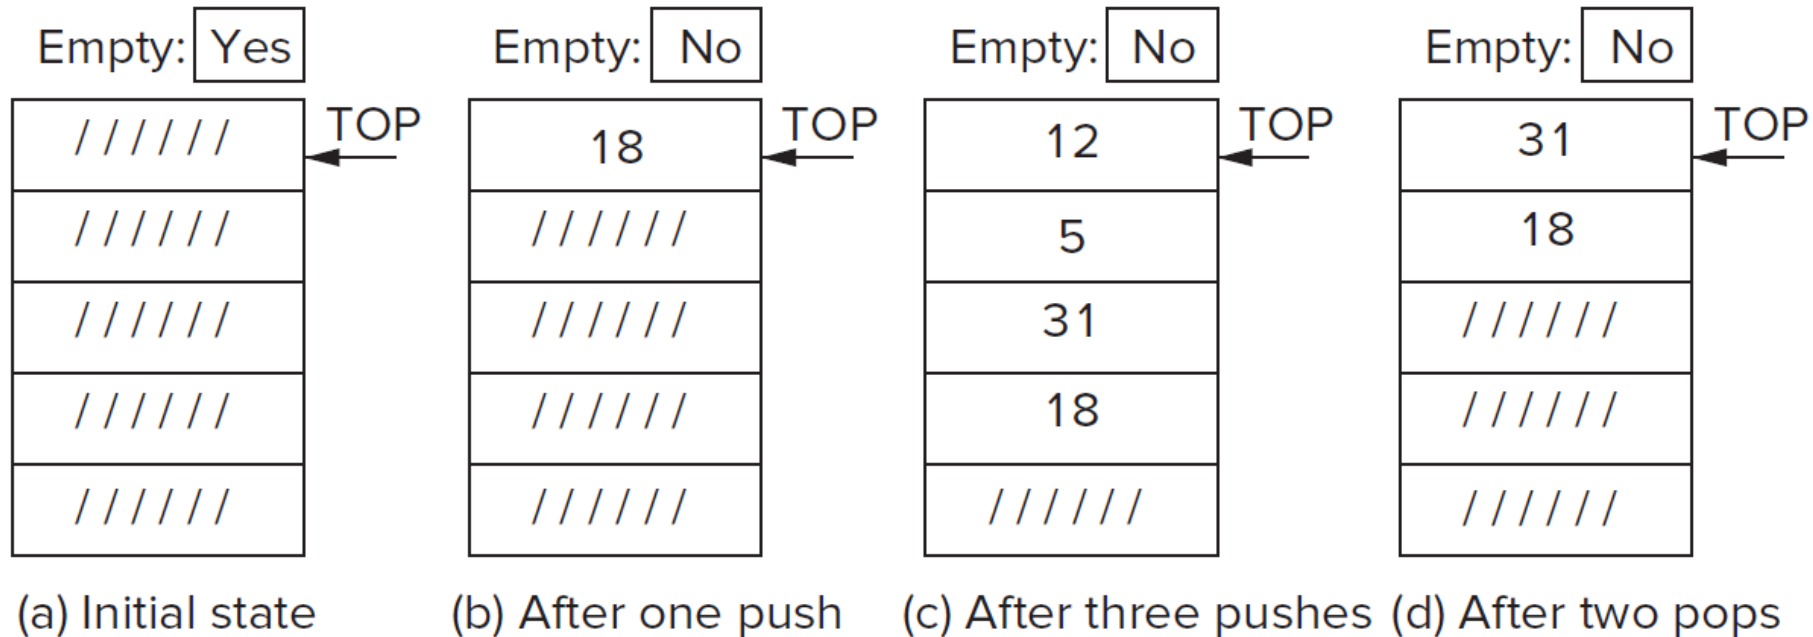 Empty: Yes Empty: No Empty: No Empty: No
////// TOP 18 TOP 12 TOP 31 TOP
////// ////// 5 18
////// ////// 31 //////
////// ////// 18 //////
////// ////// ////// //////
(a) Initial state (b) After one push (c) After three pushes (d) After two pops